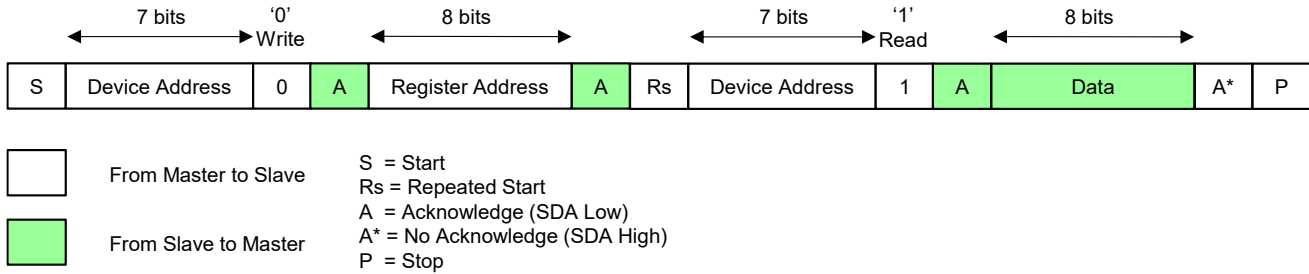 7 bits ‘0’ 8 bits 7 bits ‘1’ 8 bits
Write Read
S Device Address 0 A Register Address A Rs Device Address 1 A Data A* P
From Master to Slave
From Slave to Master
S = Start
Rs = Repeated Start
A = Acknowledge (SDA Low)
A* = No Acknowledge (SDA High)
P = Stop